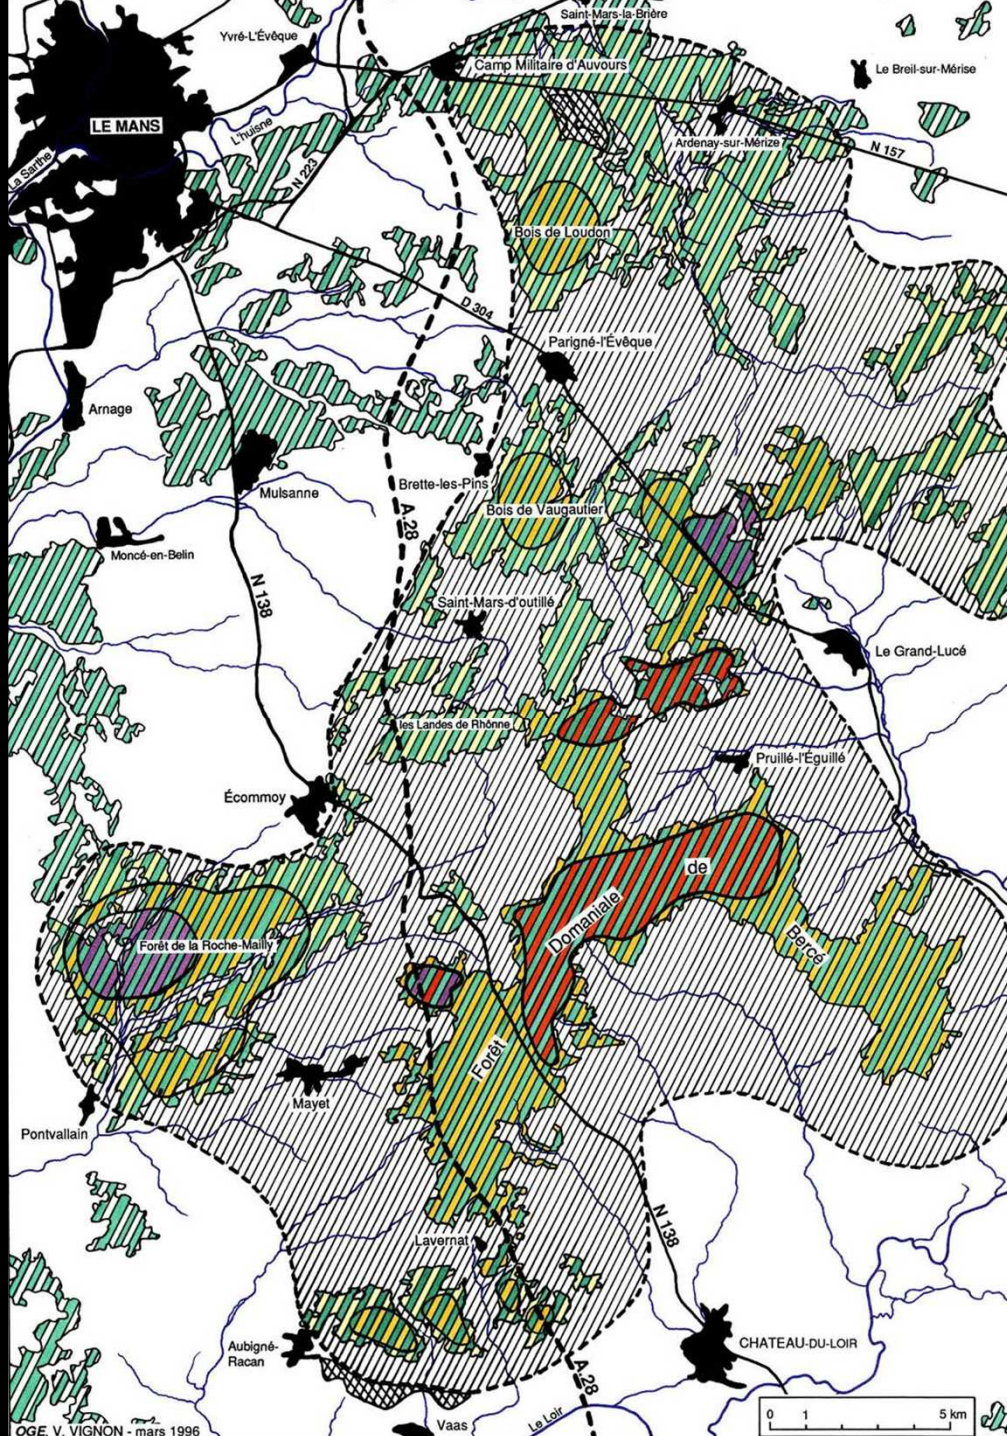 Saint-Mars-la-Brière
Yvré-L'Évêque
Camp Militaire d'Auvours
Le Breil-sur-Mérise
LE MANS
L'huisne
Ardenay-sur-Mérize
N 157
La Sarthe
N 223
Bois de Loudon
D 304
Parigné-l'Évêque
Arnage
Brette-les-Pins
Mulsanne
Bois de Vaugautier
A 28
Moncé-en-Belin
N 138
Saint-Mars-d'outillé
Le Grand-Lucé
les Landes de Rhônne
Pruillé-l'Éguillé
Écommoy
de
Domaniale
Bercé
Forêt de la Roche-Mailly
Forêt
Mayet
Pontvallain
N 138
Lavernat
Aubigné-
Racan
CHATEAU-DU-LOIR
A 28
Vaas
Le Loir
0 1 5 km
OGE, V. VIGNON - mars 1996